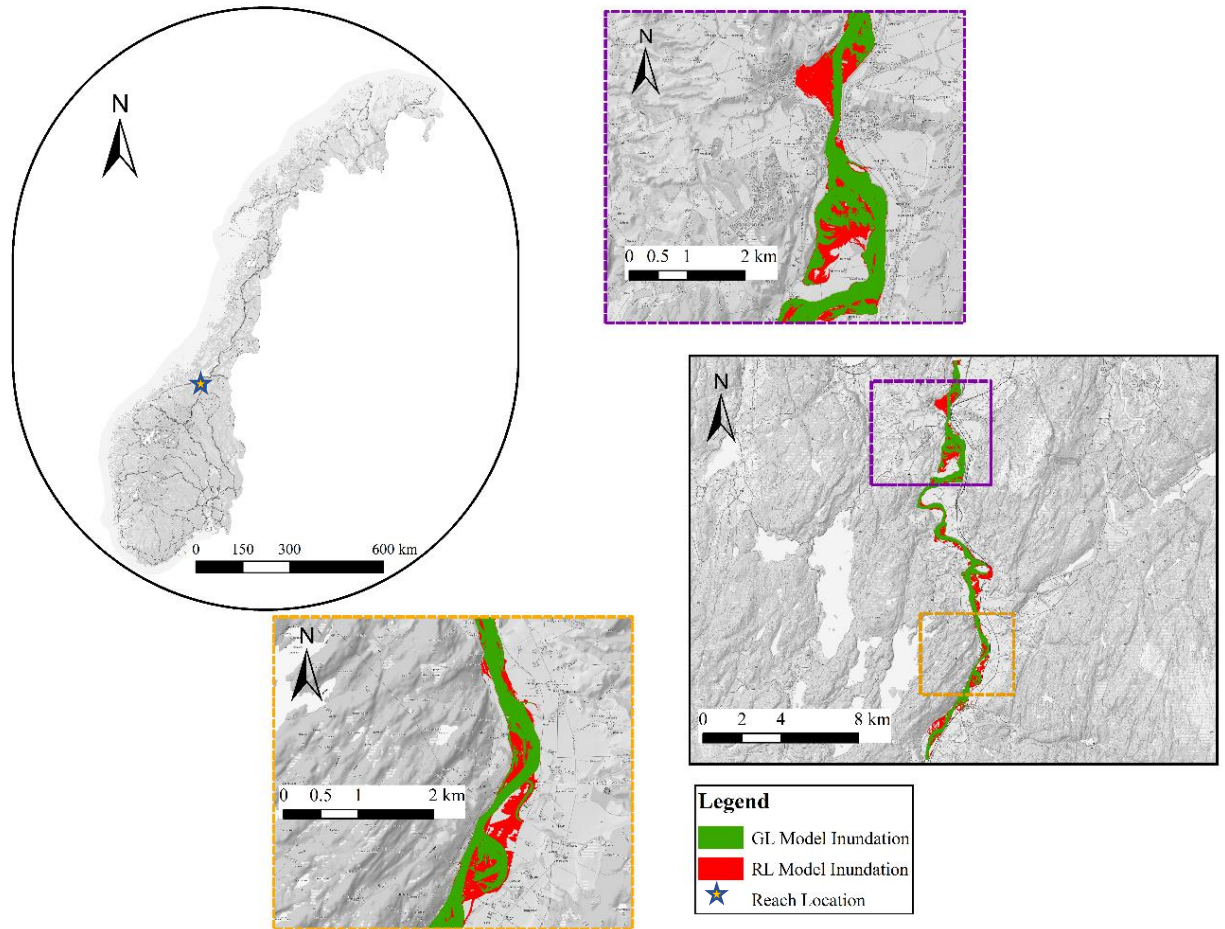 N
0 150 300 600 km
N
0 0.5 1 2 km
N
0 2 4 8 km
N
0 0.5 1 2 km
Legend
GL Model Inundation
RL Model Inundation
Reach Location